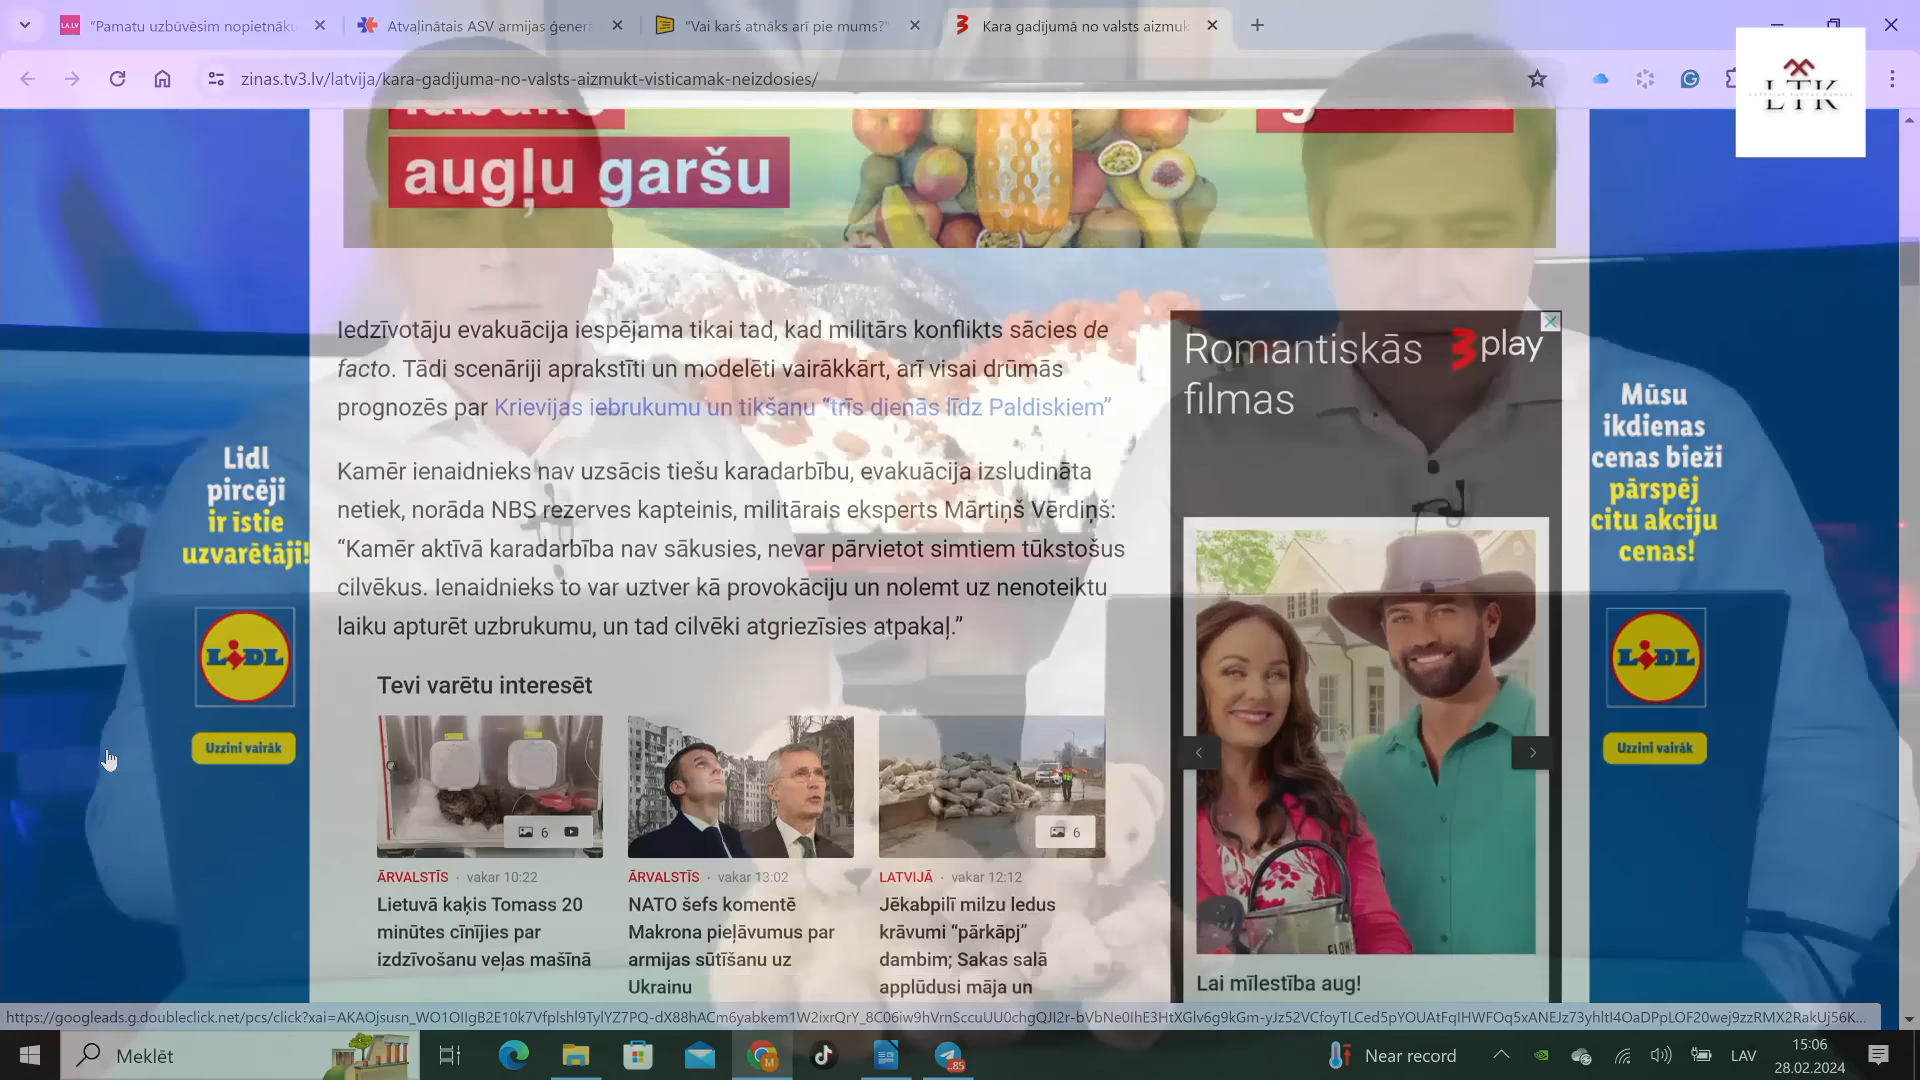 "Pamatu uzbūvēsim nopietnāku
Atvaļinātais ASV armijas ģenera
"Vai karš atnāks arī pie mums?"
Kara gadījumā no valsts aizmuk
zinas.tv3.lv/latvija/kara-gadijuma-no-valsts-aizmukt-visticamak-neizdosies/
LTK
augļu garšu
Iedzīvotāju evakuācija iespējama tikai tad, kad militārs konflikts sācies de
facto. Tādi scenāriji aprakstīti un modelēti vairākkārt, arī visai drūmās
prognozēs par Krievijas iebrukumu un tikšanu “trīs dienās līdz Paldiskiem”
Kamēr ienaidnieks nav uzsācis tiešu karadarbību, evakuācija izsludināta
netiek, norāda NBS rezerves kapteinis, militārais eksperts Mārtiņš Vērdiņš:
“Kamēr aktīvā karadarbība nav sākusies, nevar pārvietot simtiem tūkstošus
cilvēkus. Ienaidnieks to var uztver kā provokāciju un nolemt uz nenoteiktu
laiku apturēt uzbrukumu, un tad cilvēki atgriezīsies atpakaļ.”
Tevi varētu interesēt
6
6
ĀRVALSTĪS · vakar 10:22
Lietuvā kaķis Tomass 20
minūtes cīnījies par
izdzīvošanu veļas mašīnā
ĀRVALSTĪS · vakar 13:02
NATO šefs komentē
Makrona pieļāvumus par
armijas sūtīšanu uz
Ukrainu
LATVIJĀ · vakar 12:12
Jēkabpilī milzu ledus
krāvumi “pārkāpj”
dambim; Sakas salā
applūdusi māja un
Romantiskās
filmas
3play
Lai mīlestība aug!
Lidl
pircēji
ir īstie
uzvarētāji!
LIDL
Uzzini vairāk
Mūsu
ikdienas
cenas bieži
pārspēj
citu akciju
cenas!
LIDL
Uzzini vairāk
Meklēt
85
Near record
LAV
15:06
28.02.2024